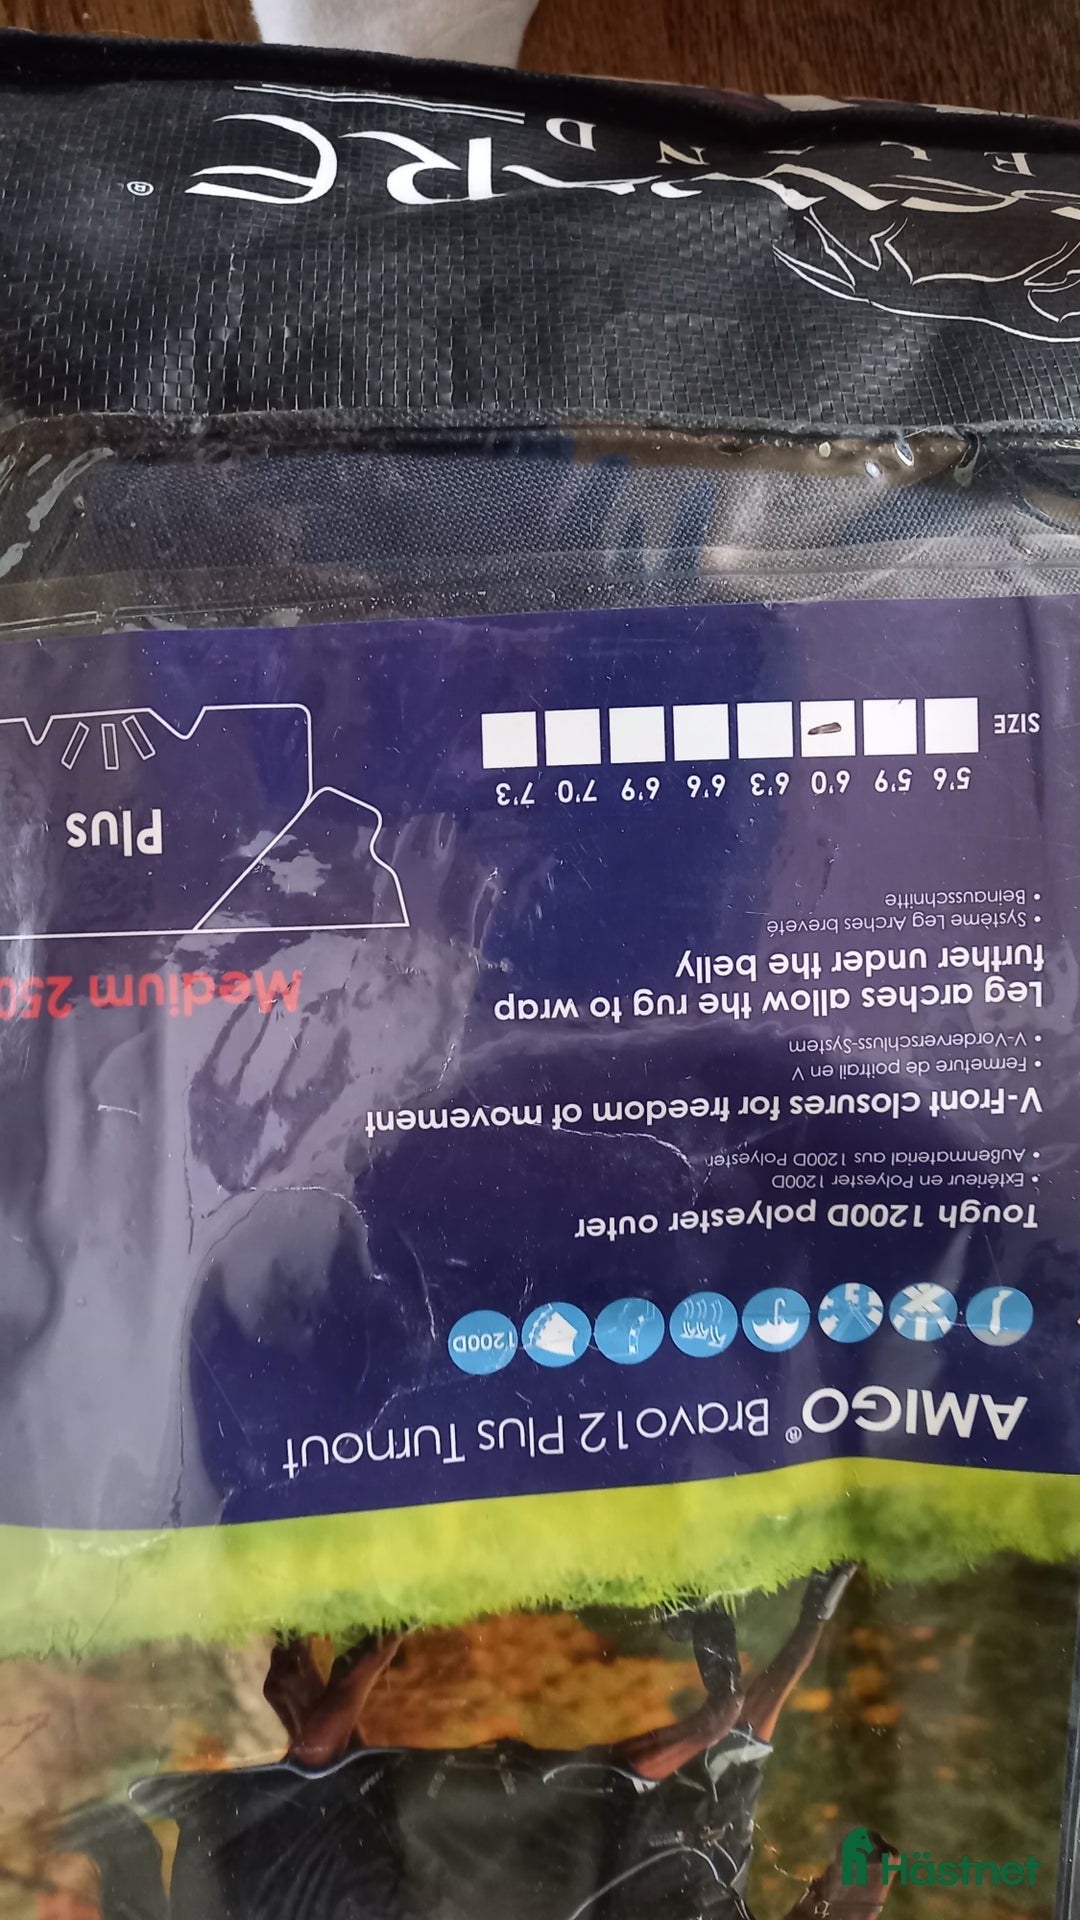 AMIGO® Bravo12 Plus Turnout
1200D
Tough 1200D polyester outer
• Extérieur en Polyester 1200D
• Außenmaterial aus 1200D Polyester
V-Front closures for freedom of movement
• Fermeture de poitrail en V
• V-Vorderverschluss-System
Leg arches allow the rug to wrap
further under the belly
• Système Leg Arches breveté
• Beinausschnitte
Medium 250
Plus
5'6 5'9 6'0 6'3 6'6 6'9 7'0 7'3
SIZE
®
Hästnet